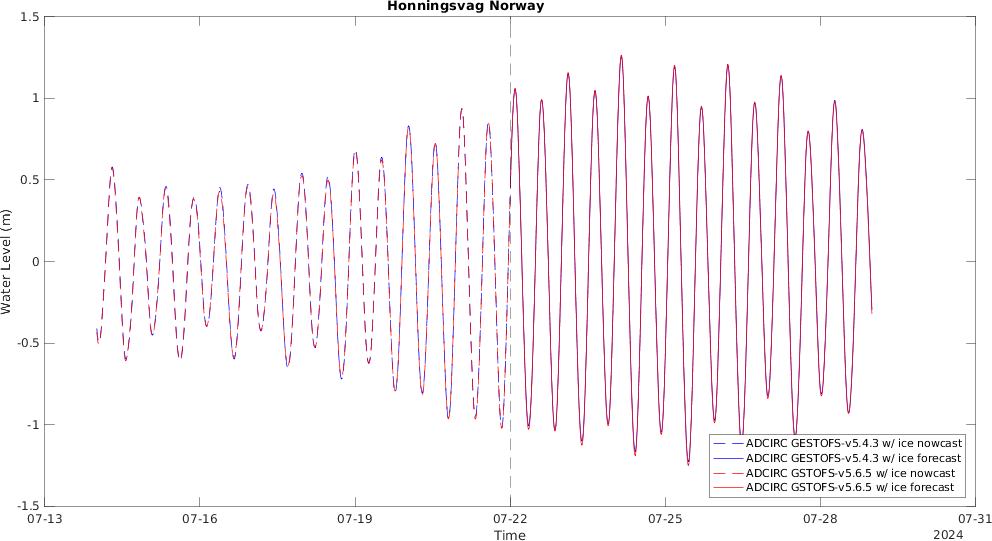 Honningsvag Norway
1.5
1
0.5
0
-0.5
-1
-1.5
Water Level (m)
07-13
07-16
07-19
07-22
07-25
07-28
07-31
Time
2024
ADCIRC GESTOFS-v5.4.3 w/ ice nowcast
ADCIRC GESTOFS-v5.4.3 w/ ice forecast
ADCIRC GSTOFS-v5.6.5 w/ ice nowcast
ADCIRC GSTOFS-v5.6.5 w/ ice forecast